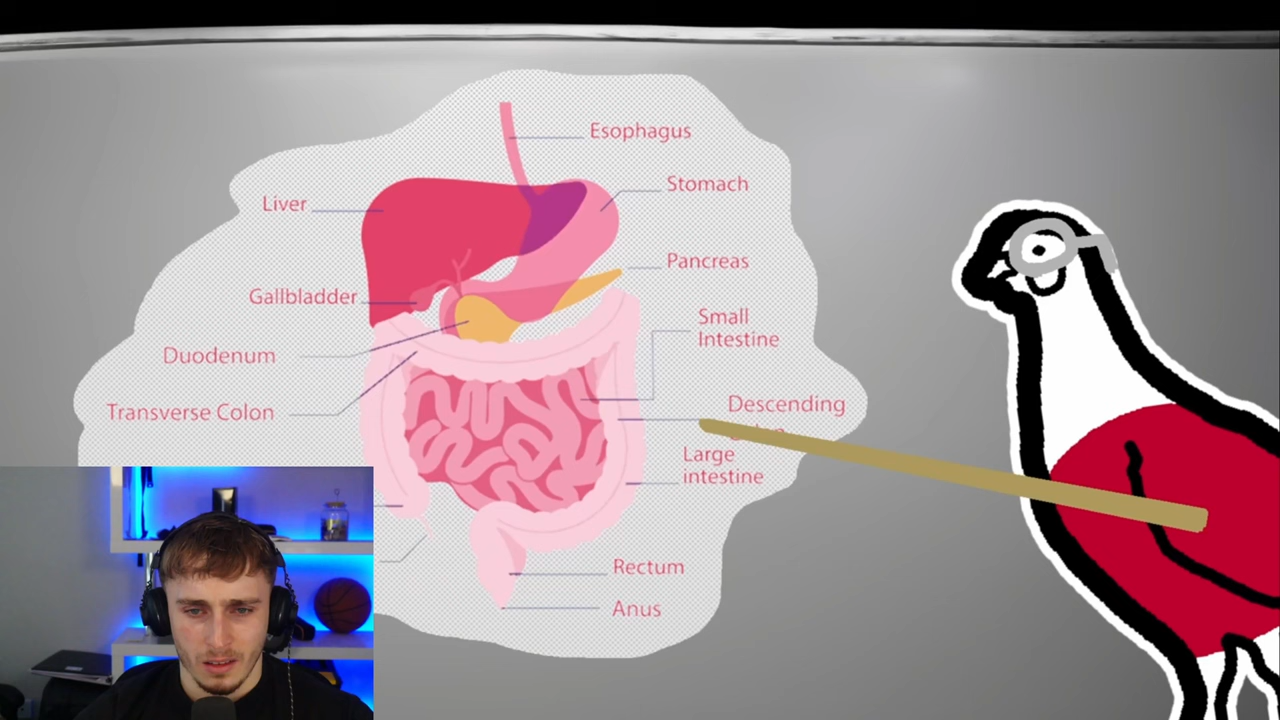 Esophagus
Stomach
Liver
Pancreas
Gallbladder
Small
Intestine
Duodenum
Descending
Transverse Colon
Large
intestine
Rectum
Anus